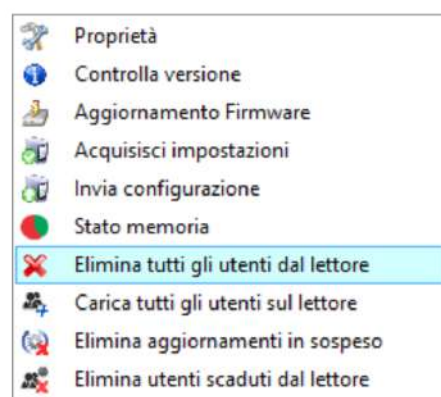 Proprietà
Controlla versione
Aggiornamento Firmware
Acquisisci impostazioni
Invia configurazione
Stato memoria
Elimina tutti gli utenti dal lettore
Carica tutti gli utenti sul lettore
Elimina aggiornamenti in sospeso
Elimina utenti scaduti dal lettore